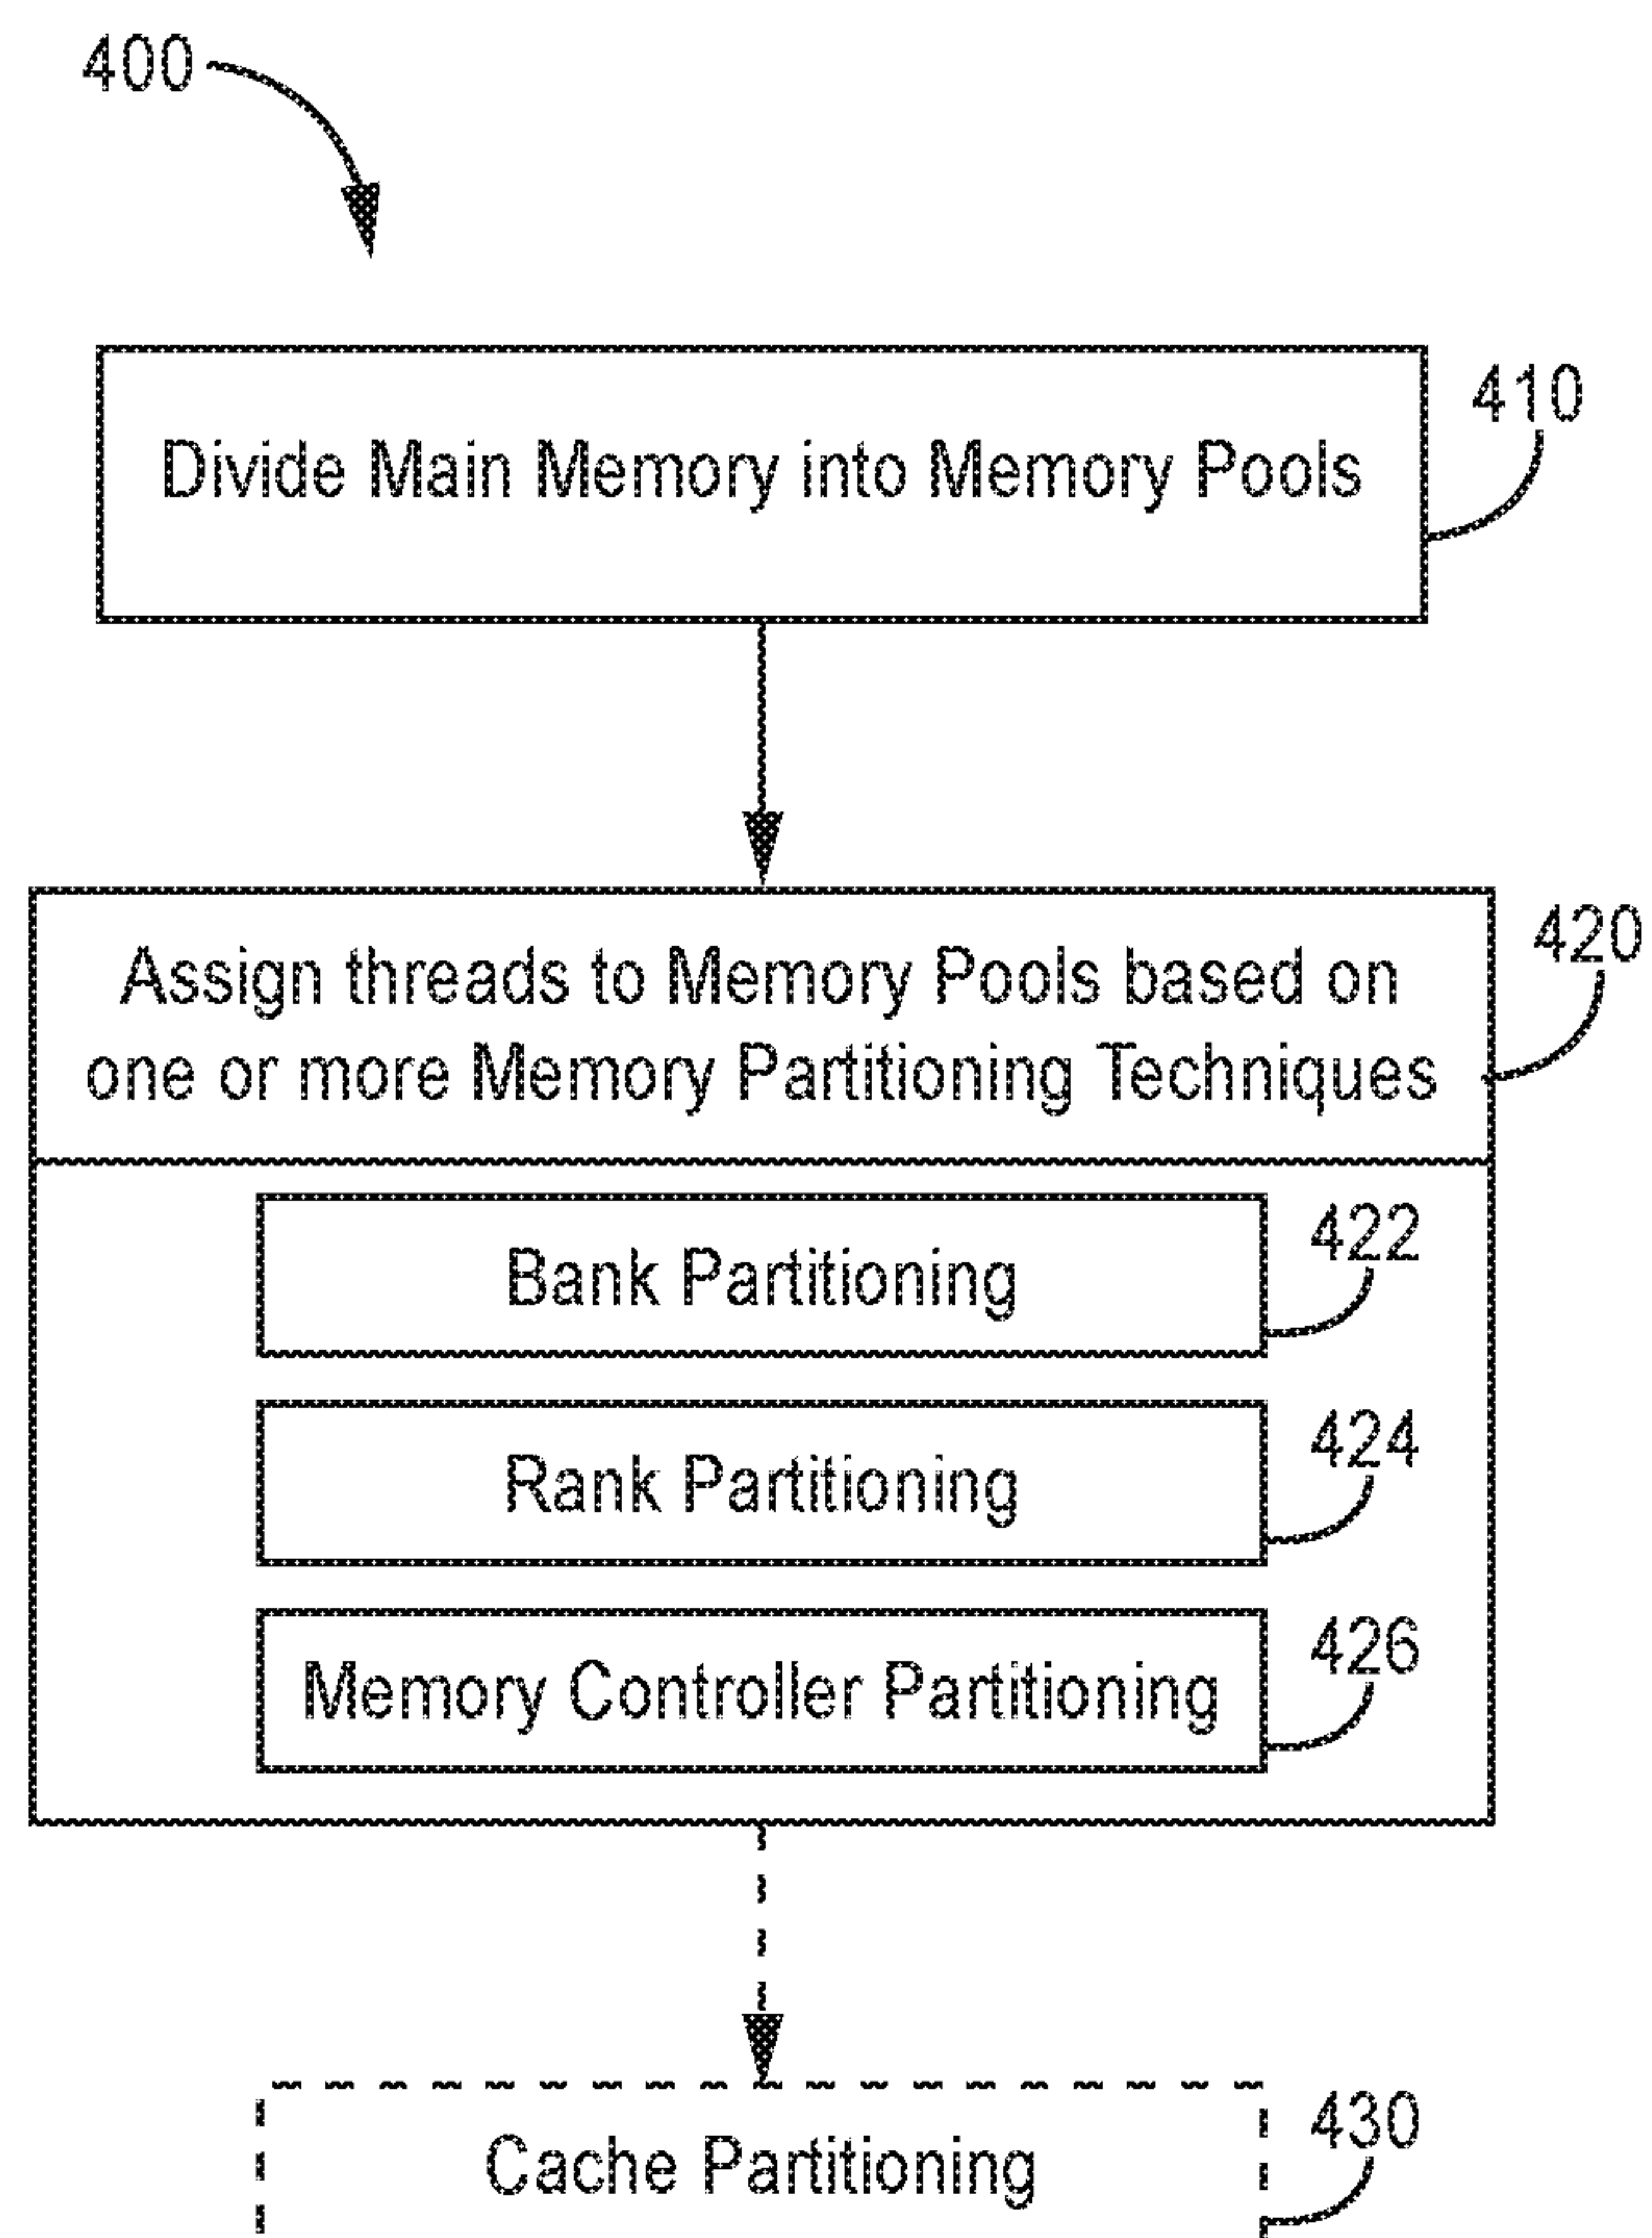 400
410
Divide Main Memory into Memory Pools
420
Assign threads to Memory Pools based on
one or more Memory Partitioning Techniques
422
Bank Partitioning
424
Rank Partitioning
426
Memory Controller Partitioning
430
Cache Partitioning